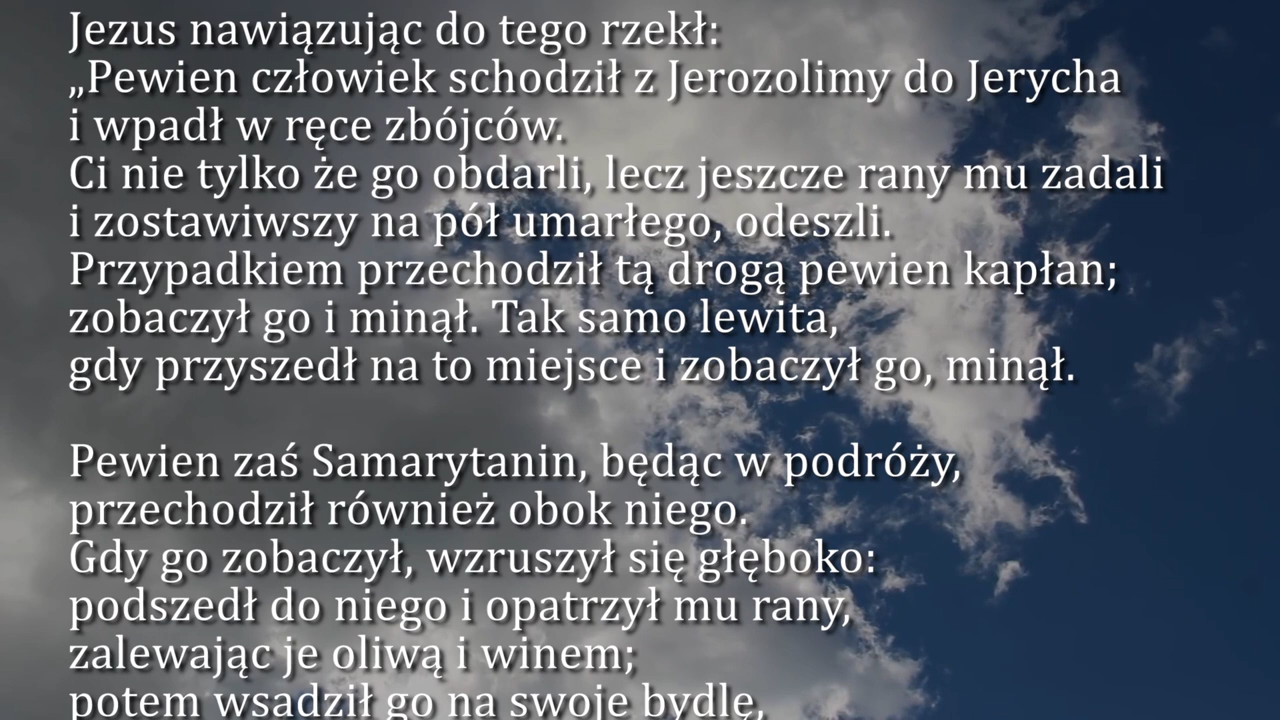 Jezus nawiązując do tego rzekł:
„Pewien człowiek schodził z Jerozolimy do Jerycha
i wpadł w ręce zbójców.
Ci nie tylko że go obdarli, lecz jeszcze rany mu zadali
i zostawiwszy na pół umarłego, odeszli.
Przypadkiem przechodził tą drogą pewien kapłan;
zobaczył go i minął. Tak samo lewita,
gdy przyszedł na to miejsce i zobaczył go, minął.
Pewien zaś Samarytanin, będąc w podróży,
przechodził również obok niego.
Gdy go zobaczył, wzruszył się głęboko:
podszedł do niego i opatrzył mu rany,
zalewając je oliwą i winem;
potem wsadził go na swoje bydlę,